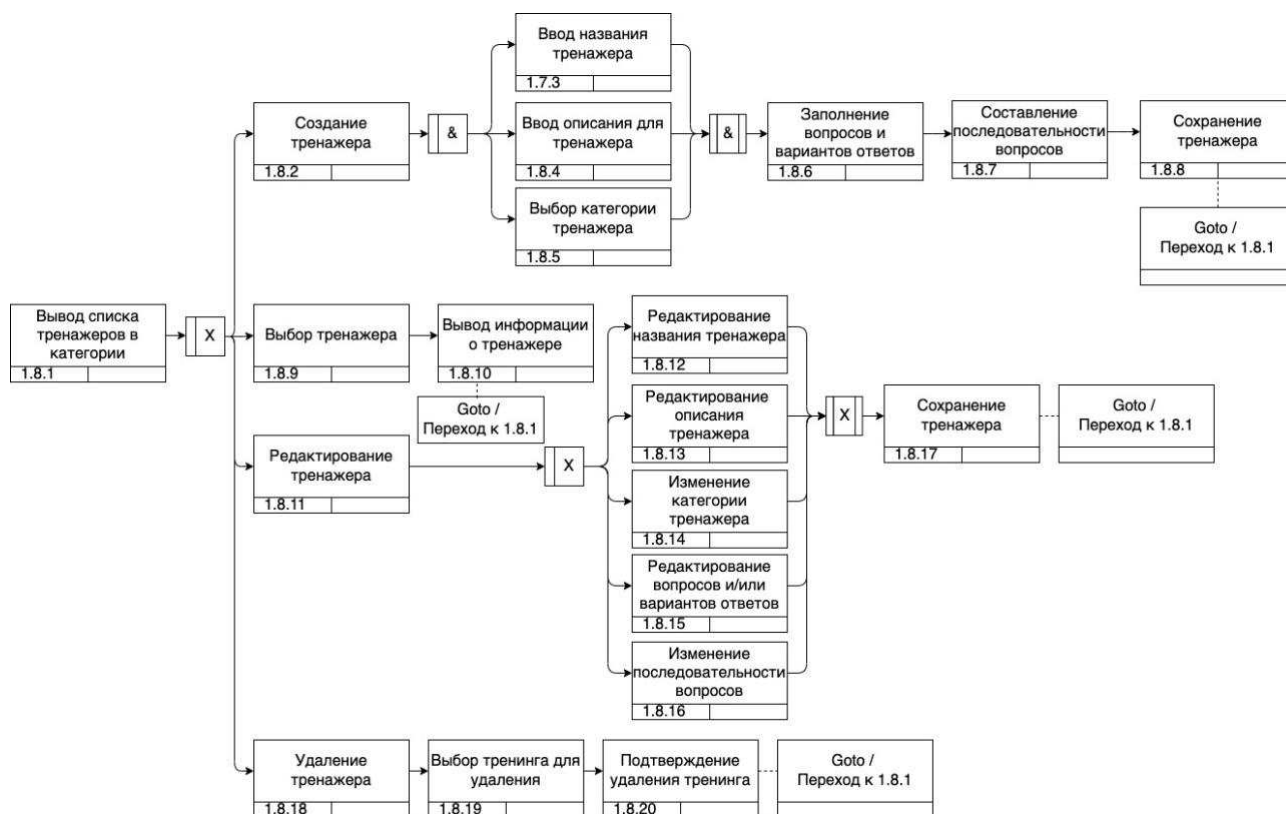 Ввод названия
тренажера
1.7.3
Создание
тренажера
1.8.2
&
Ввод описания для
тренажера
1.8.4
&
Заполнение
вопросов и
вариантов ответов
1.8.6
Составление
последовательности
вопросов
1.8.7
Сохранение
тренажера
1.8.8
Выбор категории
тренажера
1.8.5
Goto /
Переход к 1.8.1
Вывод списка
тренажеров в
категории
1.8.1
X
Выбор тренажера
1.8.9
Вывод информации
о тренажере
1.8.10
Goto /
Переход к 1.8.1
Редактирование
тренажера
1.8.11
X
Редактирование
названия тренажера
1.8.12
Редактирование
описания
тренажера
1.8.13
Изменение
категории
тренажера
1.8.14
Редактирование
вопросов и/или
вариантов ответов
1.8.15
Изменение
последовательности
вопросов
1.8.16
X
Сохранение
тренажера
1.8.17
Goto /
Переход к 1.8.1
Удаление
тренажера
1.8.18
Выбор тренинга для
удаления
1.8.19
Подтверждение
удаления тренинга
1.8.20
Goto /
Переход к 1.8.1